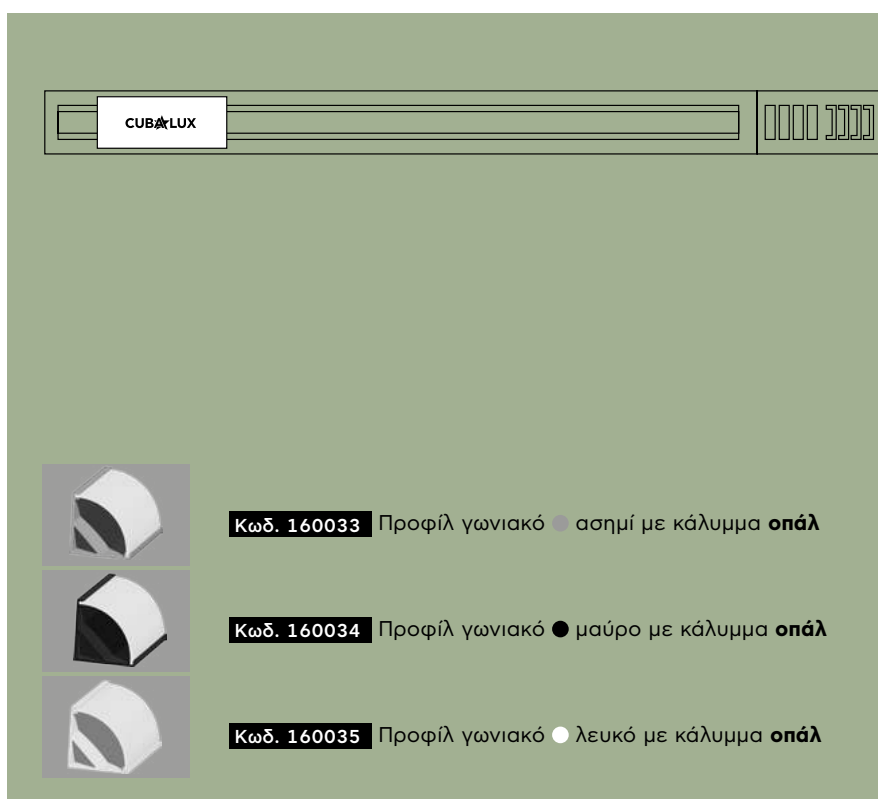 CUBALUX
Κωδ. 160033 Προφίλ γωνιακό ασημί με κάλυμμα οπάλ
Κωδ. 160034 Προφίλ γωνιακό μαύρο με κάλυμμα οπάλ
Κωδ. 160035 Προφίλ γωνιακό λευκό με κάλυμμα οπάλ